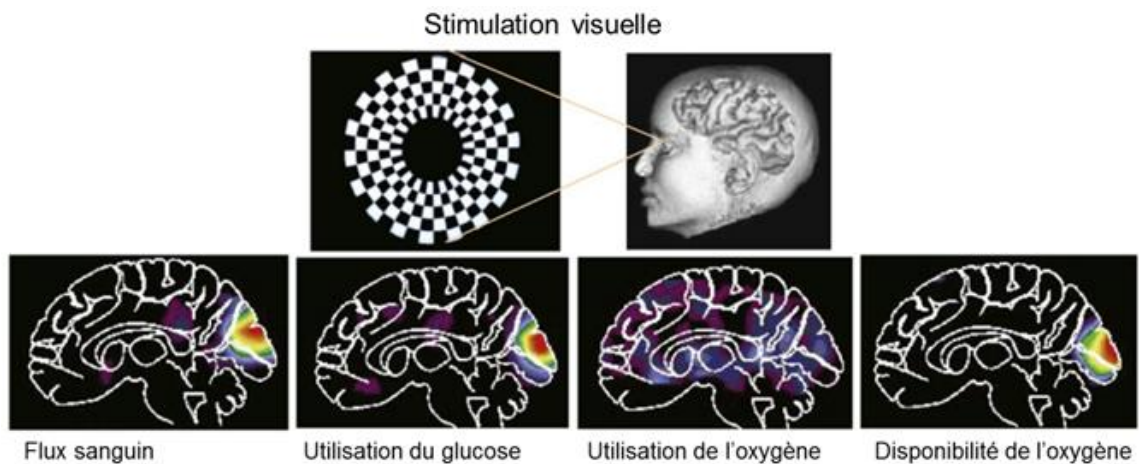 Stimulation visuelle
Flux sanguin
Utilisation du glucose
Utilisation de l'oxygène
Disponibilité de l'oxygène